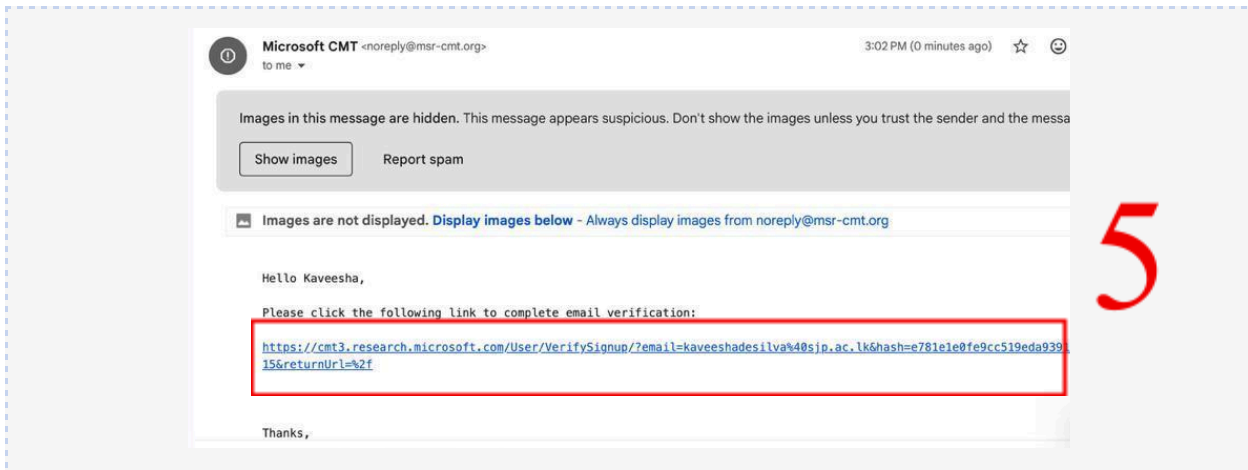 Microsoft CMT <noreply@msr-cmt.org>
3:02 PM (0 minutes ago)
to me
Images in this message are hidden. This message appears suspicious. Don't show the images unless you trust the sender and the messa
Show images
Report spam
Images are not displayed. Display images below - Always display images from noreply@msr-cmt.org
5
Hello Kaveesha,
Please click the following link to complete email verification:
https://cmt3.research.microsoft.com/User/VerifySignup/?email=kaveeshadesilva%40sjp.ac.lk&hash=e781e1e0fe9cc519eda9391
15&returnUrl=%2f
Thanks,